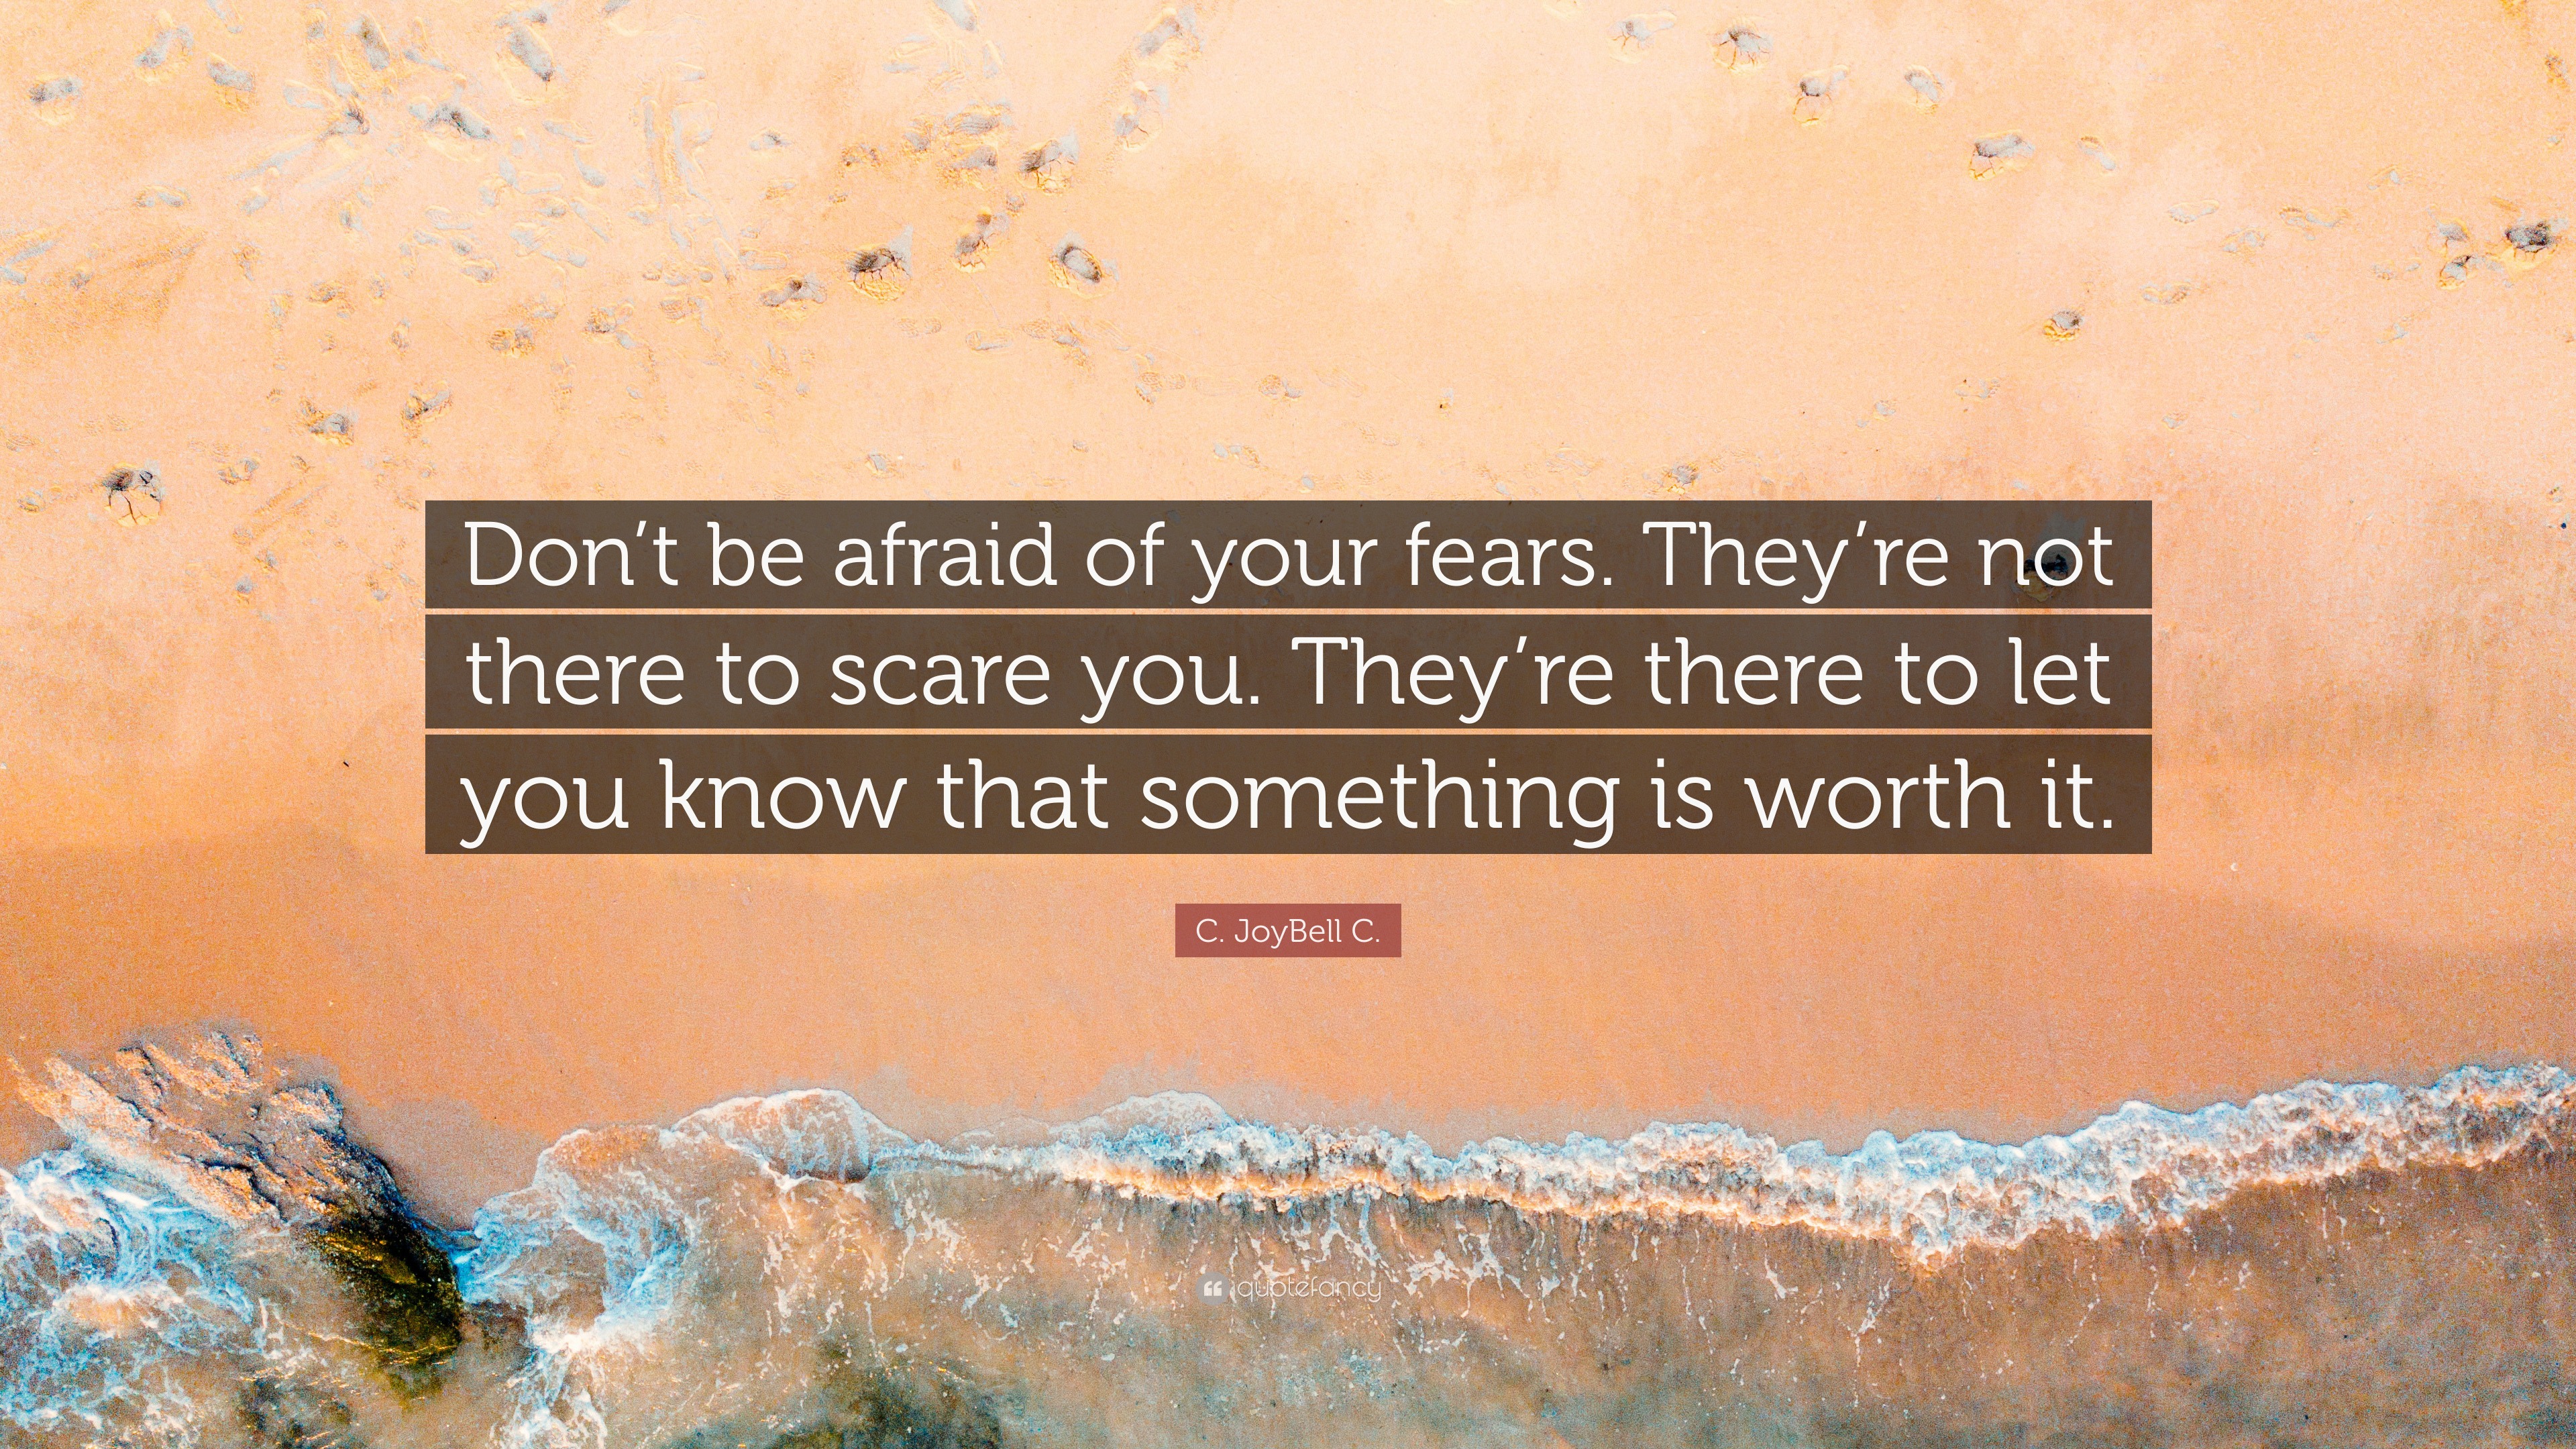 Don’t be afraid of your fears. They’re not
there to scare you. They’re there to let
you know that something is worth it.
C. JoyBell C.
quotefancy